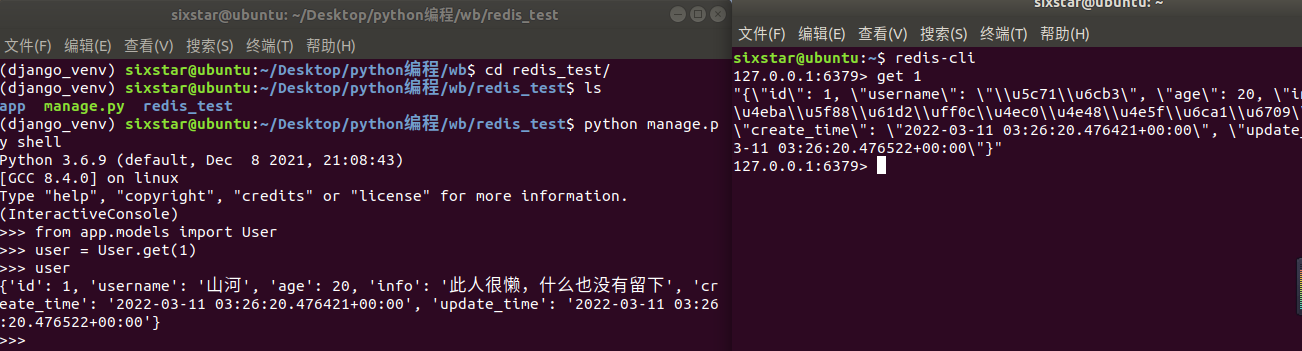 sixstar@ubuntu: ~/Desktop/python编程/wb/redis_test
文件(F) 编辑(E) 查看(V) 搜索(S) 终端(T) 帮助(H)
(django_venv) sixstar@ubuntu:~/Desktop/python编程/wb$ cd redis_test/
(django_venv) sixstar@ubuntu:~/Desktop/python编程/wb/redis_test$ ls
app manage.py redis_test
(django_venv) sixstar@ubuntu:~/Desktop/python编程/wb/redis_test$ python manage.p
y shell
Python 3.6.9 (default, Dec  8 2021, 21:08:43)
[GCC 8.4.0] on linux
Type "help", "copyright", "credits" or "license" for more information.
(InteractiveConsole)
>>> from app.models import User
>>> user = User.get(1)
>>> user
{'id': 1, 'username': '山河', 'age': 20, 'info': '此人很懒，什么也没有留下', 'cr
eate_time': '2022-03-11 03:26:20.476421+00:00', 'update_time': '2022-03-11 03:26
:20.476522+00:00'}
>>>
sixstar@ubuntu: ~
文件(F) 编辑(E) 查看(V) 搜索(S) 终端(T) 帮助(H)
sixstar@ubuntu:~$ redis-cli
127.0.0.1:6379> get 1
"{\"id\": 1, \"username\": \"\\u5c71\\u6cb3\", \"age\": 20, \"in
\\u4eba\\u5f88\\u61d2\\uff0c\\u4ec0\\u4e48\\u4e5f\\u6ca1\\u6709\
\"create_time\": \"2022-03-11 03:26:20.476421+00:00\", \"update_
3-11 03:26:20.476522+00:00\"}"
127.0.0.1:6379>